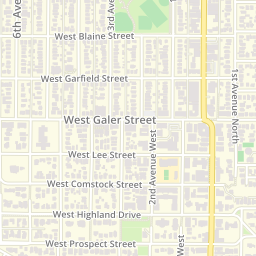 6th Ave
3rd Ave
West Blaine Street
West Garfield Street
1st Avenue North
West Galer Street
2nd Avenue West
West Lee Street
West Comstock Street
West Highland Drive
West Prospect Street
West